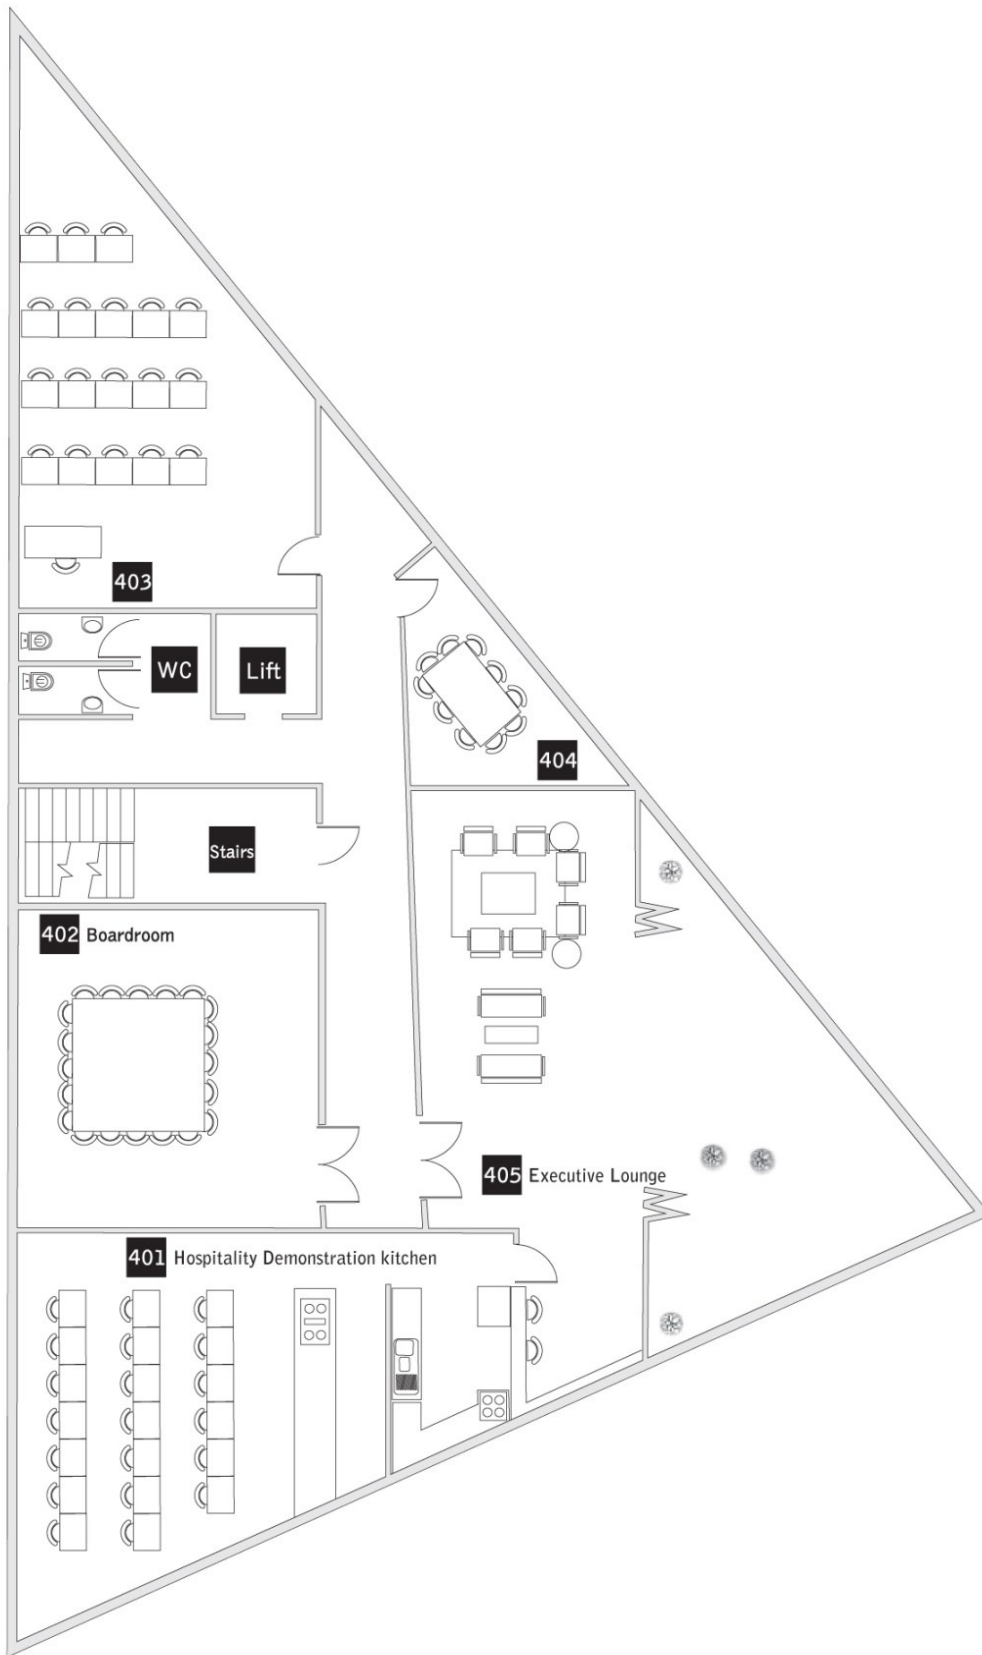 403
WC
Lift
404
Stairs
402 Boardroom
405 Executive Lounge
401 Hospitality Demonstration kitchen